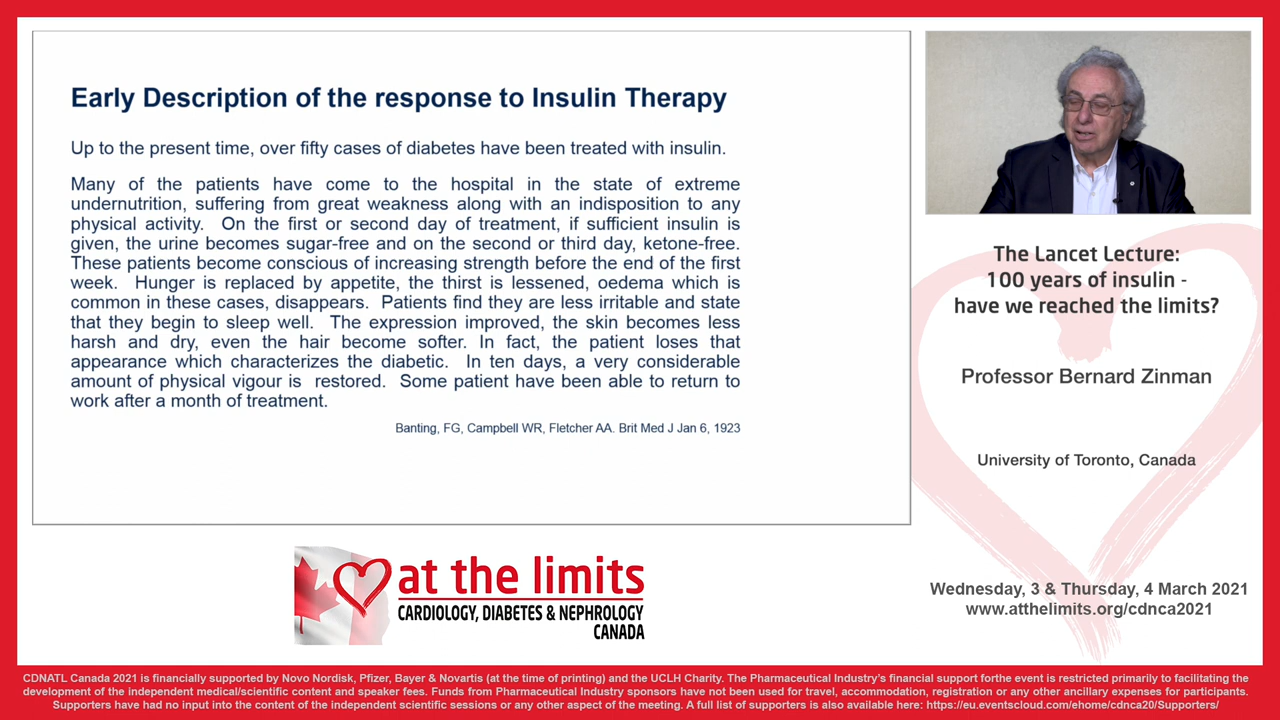 Early Description of the response to Insulin Therapy
Up to the present time, over fifty cases of diabetes have been treated with insulin.
Many of the patients have come to the hospital in the state of extreme
undernutrition, suffering from great weakness along with an indisposition to any
physical activity. On the first or second day of treatment, if sufficient insulin is
given, the urine becomes sugar-free and on the second or third day, ketone-free.
These patients become conscious of increasing strength before the end of the first
week. Hunger is replaced by appetite, the thirst is lessened, oedema which is
common in these cases, disappears. Patients find they are less irritable and state
that they begin to sleep well. The expression improved, the skin becomes less
harsh and dry, even the hair become softer. In fact, the patient loses that
appearance which characterizes the diabetic. In ten days, a very considerable
amount of physical vigour is restored. Some patient have been able to return to
work after a month of treatment.
Banting, FG, Campbell WR, Fletcher AA. Brit Med J Jan 6, 1923
The Lancet Lecture:
100 years of insulin -
have we reached the limits?
Professor Bernard Zinman
University of Toronto, Canada
at the limits
CARDIOLOGY, DIABETES & NEPHROLOGY
CANADA
Wednesday, 3 & Thursday, 4 March 2021
www.atthelimits.org/cdnca2021
CDNATL Canada 2021 is financially supported by Novo Nordisk, Pfizer, Bayer & Novartis (at the time of printing) and the UCLH Charity. The Pharmaceutical Industry's financial support forthe event is restricted primarily to facilitating the
development of the independent medical/scientific content and speaker fees. Funds from Pharmaceutical Industry sponsors have not been used for travel, accommodation, registration or any other ancillary expenses for participants.
Supporters have had no input into the content of the independent scientific sessions or any other aspect of the meeting. A full list of supporters is also available here: https://eu.eventscloud.com/ehome/cdnca20/Supporters/